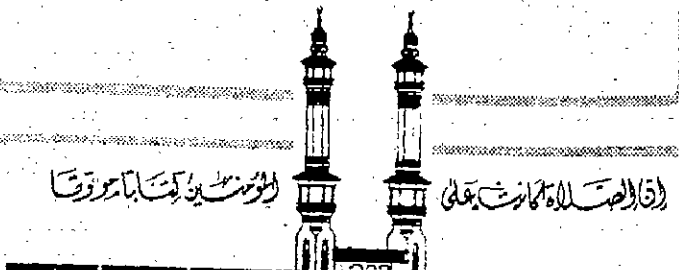 إن الصلاة كانت على المؤمنين كتابا موقوتا